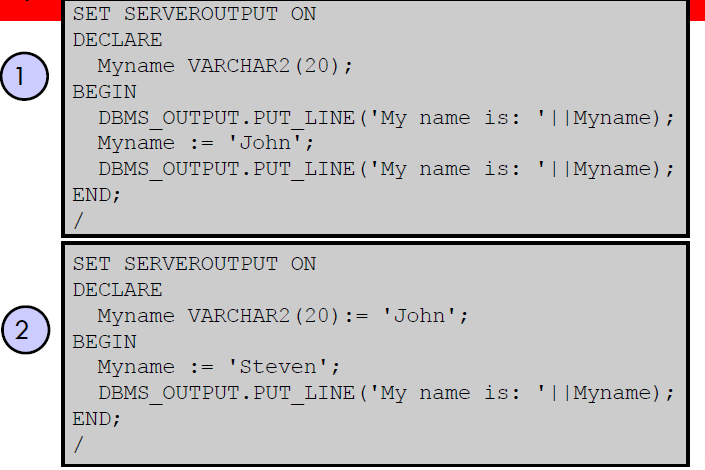 1
SET SERVEROUTPUT ON
DECLARE
  Myname VARCHAR2(20);
BEGIN
  DBMS_OUTPUT.PUT_LINE('My name is: '||Myname);
  Myname := 'John';
  DBMS_OUTPUT.PUT_LINE('My name is: '||Myname);
END;
/
2
SET SERVEROUTPUT ON
DECLARE
  Myname VARCHAR2(20):= 'John';
BEGIN
  Myname := 'Steven';
  DBMS_OUTPUT.PUT_LINE('My name is: '||Myname);
END;
/